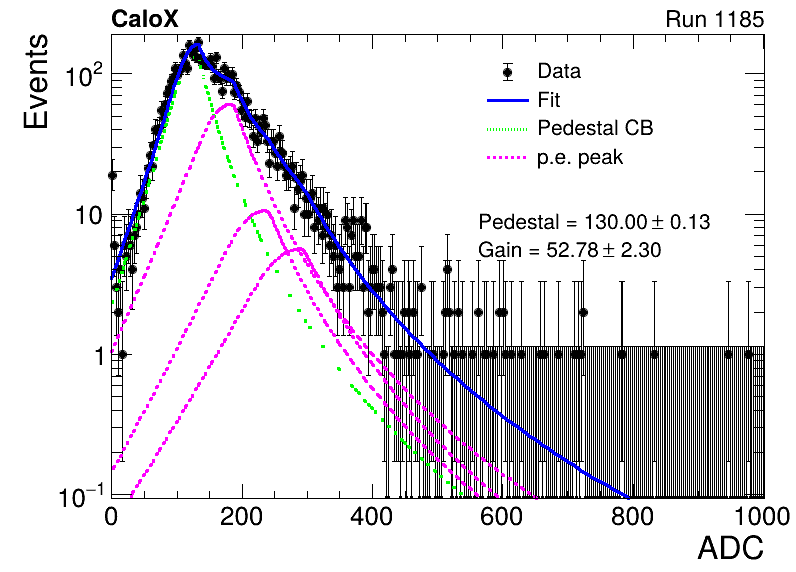 CaloX
Run 1185
Events
10²
10
1
10⁻¹
Data
Fit
Pedestal CB
p.e. peak
Pedestal = 130.00 ± 0.13
Gain = 52.78 ± 2.30
0
200
400
600
800
1000
ADC